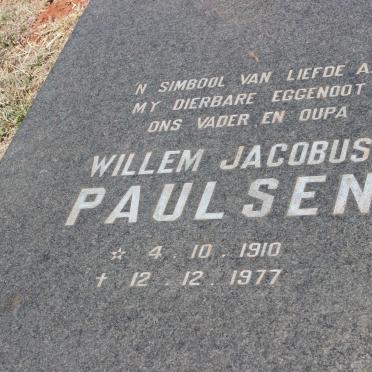 'N SIMBOOL VAN LIEFDE A
MY DIERBARE EGGENOOT
ONS VADER EN OUPA
WILLEM JACOBUS
PAULSEN
☆ 4 . 10 . 1910
† 12 . 12 . 1977